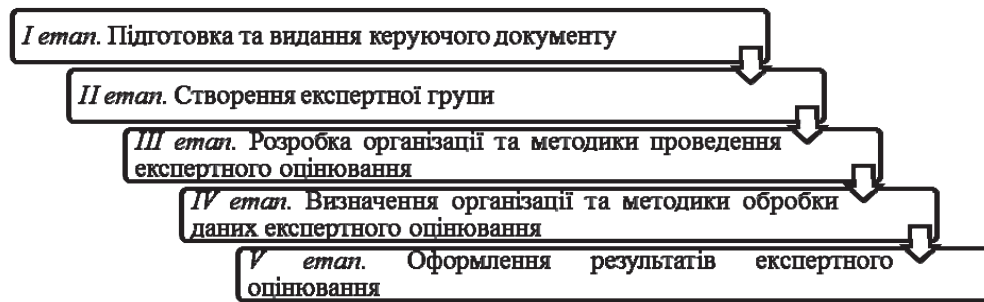 I етап. Підготовка та видання керуючого документу
II етап. Створення експертної групи
III етап. Розробка організації та методики проведення
експертного оцінювання
IV етап. Визначення організації та методики обробки
даних експертного оцінювання
V етап. Оформлення результатів експертного
оцінювання